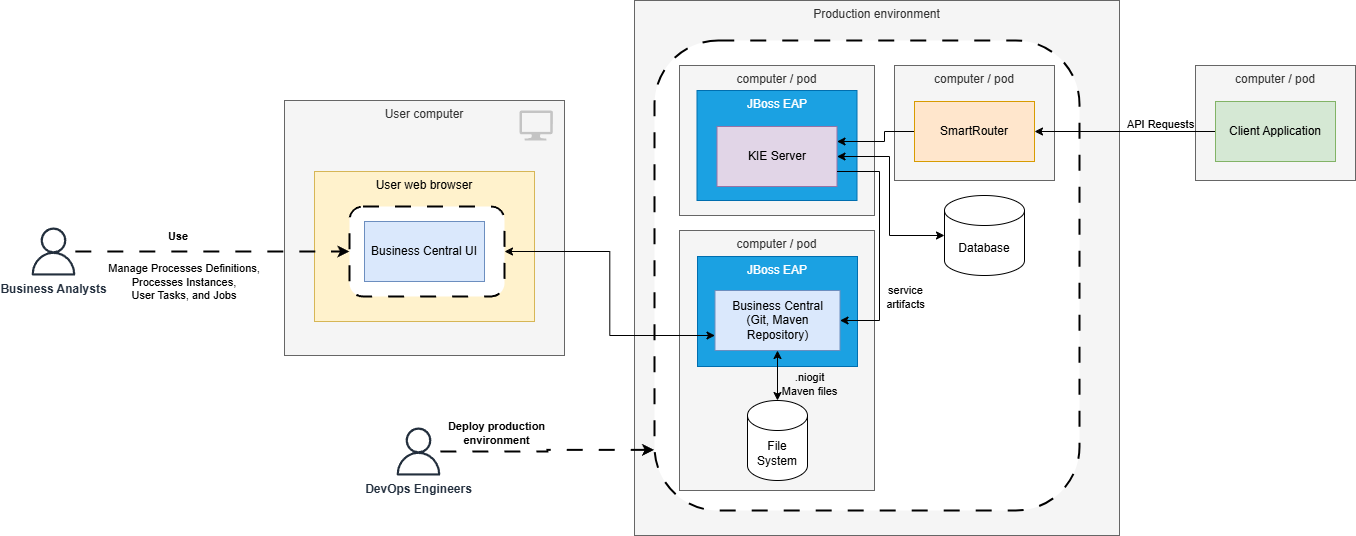 Production environment
computer / pod
JBoss EAP
KIE Server
computer / pod
SmartRouter
API Requests
computer / pod
Client Application
User computer
User web browser
Business Central UI
Use
Manage Processes Definitions,
Processes Instances,
User Tasks, and Jobs
Business Analysts
Database
computer / pod
JBoss EAP
Business Central
(Git, Maven
Repository)
service
artifacts
.niogit
Maven files
File
System
Deploy production
environment
DevOps Engineers